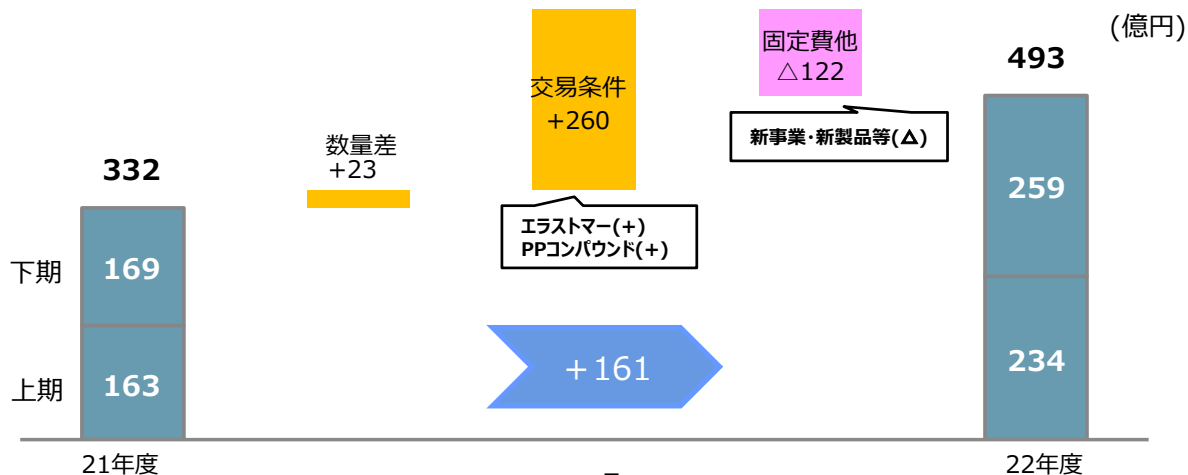 (億円)
332
数量差
+23
交易条件
+260
固定費他
△122
493
新事業・新製品等(△)
エラストマー(+)
PPコンパウンド(+)
下期
169
259
+161
上期
163
234
21年度
22年度